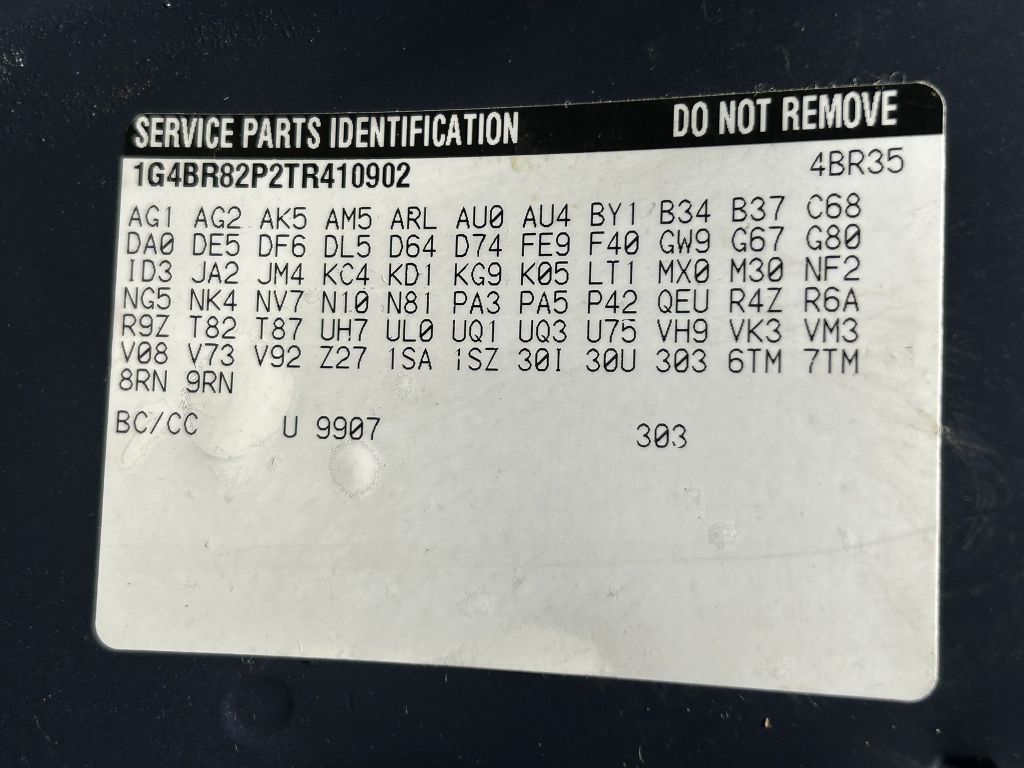 SERVICE PARTS IDENTIFICATION DO NOT REMOVE
1G4BR82P2TR410902 4BR35
AG1 AG2 AK5 AM5 ARL AU0 AU4 BY1 B34 B37 C68
DA0 DE5 DF6 DL5 D64 D74 FE9 F40 GW9 G67 G80
ID3 JA2 JM4 KC4 KD1 KG9 K05 LT1 MX0 M30 NF2
NG5 NK4 NV7 N10 N81 PA3 PA5 P42 QEU R4Z R6A
R9Z T82 T87 UH7 UL0 UQ1 UQ3 U75 VH9 VK3 VM3
V08 V73 V92 Z27 1SA 1SZ 30I 30U 303 6TM 7TM
8RN 9RN
BC/CC U 9907 303